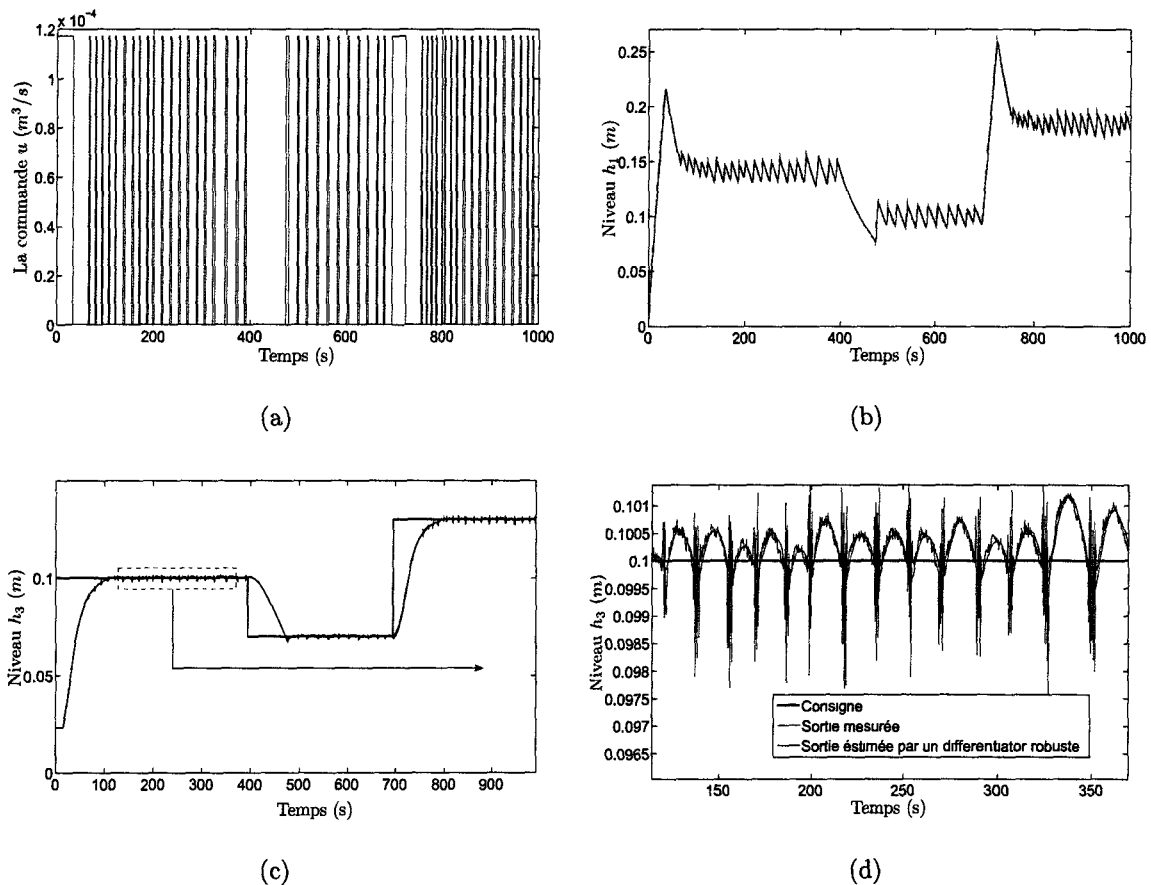 1.2 x 10⁻⁴
1
0.8
0.6
0.4
0.2
0
La commande u (m³/s)
0 200 400 600 800 1000
Temps (s)
(a)
0.25
0.2
0.15
0.1
0.05
0
Niveau h₁ (m)
0 200 400 600 800 1000
Temps (s)
(b)
0.1
0.05
0
Niveau h₃ (m)
0 100 200 300 400 500 600 700 800 900
Temps (s)
(c)
0.101
0.1005
0.1
0.0995
0.099
0.0985
0.098
0.0975
0.097
0.0965
Niveau h₃ (m)
Consigne
Sortie mesurée
Sortie éstimée par un differentiator robuste
150 200 250 300 350
Temps (s)
(d)